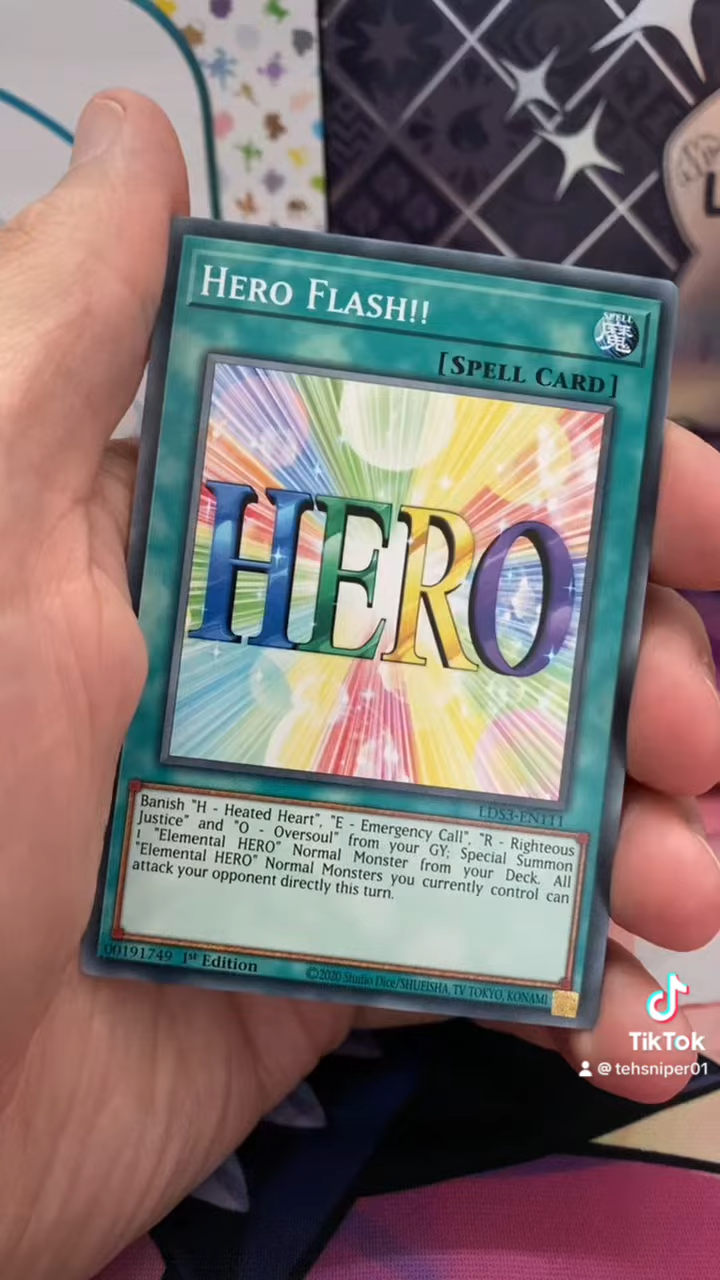 HERO FLASH!!
SPELL
魔
[SPELL CARD]
HERO
LDS3-EN111
Banish "H - Heated Heart", "E - Emergency Call", "R - Righteous
Justice" and "O - Oversoul" from your GY; Special Summon
1 "Elemental HERO" Normal Monster from your Deck. All
"Elemental HERO" Normal Monsters you currently control can
attack your opponent directly this turn.
00191749 1st Edition
©2020 Studio Dice/SHUEISHA, TV TOKYO, KONAMI
TikTok
@tehsniper01